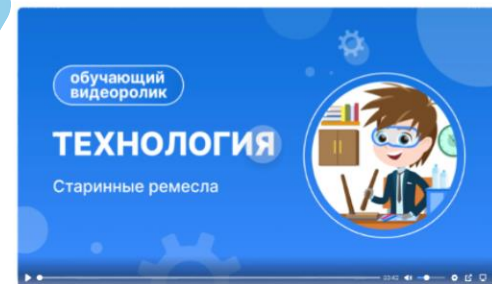 обучающий
видеоролик
ТЕХНОЛОГИЯ
Старинные ремесла